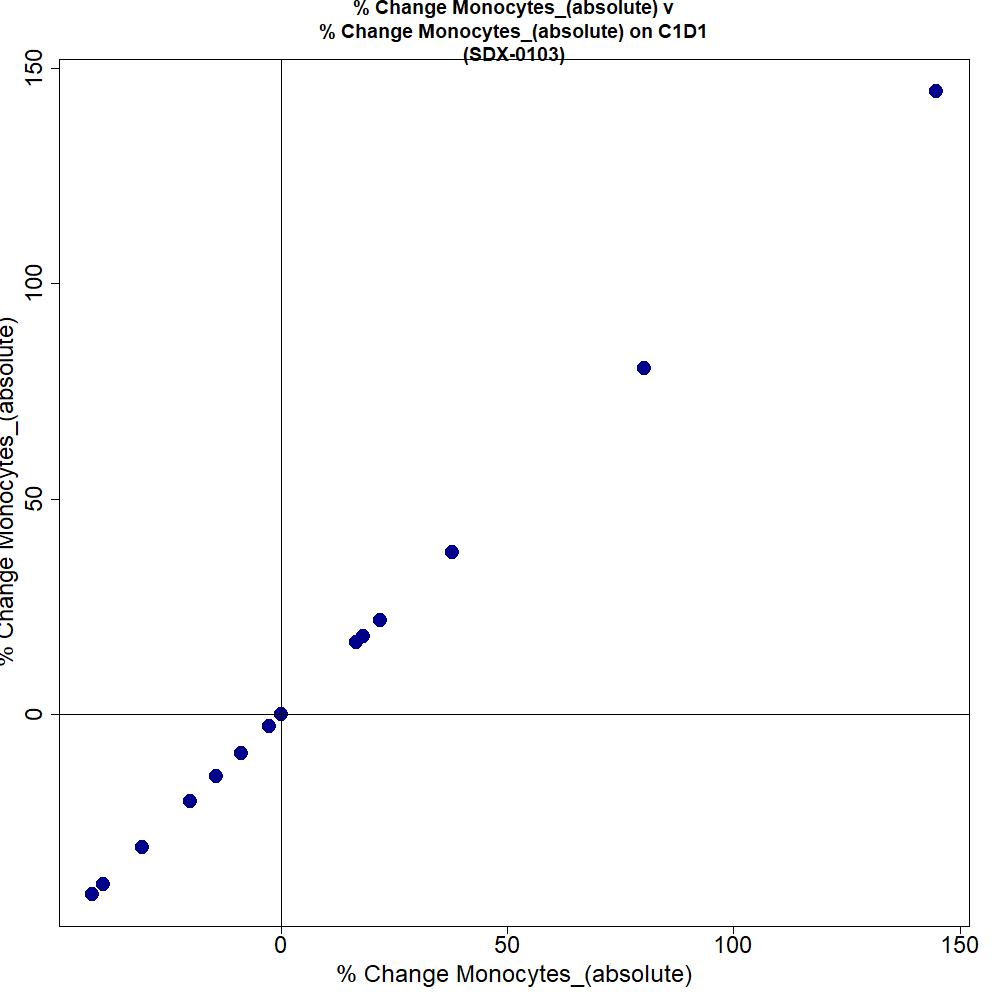 % Change Monocytes_(absolute) v
% Change Monocytes_(absolute) on C1D1
(SDX-0103)
150
100
50
0
% Change Monocytes_(absolute)
0
50
100
150
% Change Monocytes_(absolute)